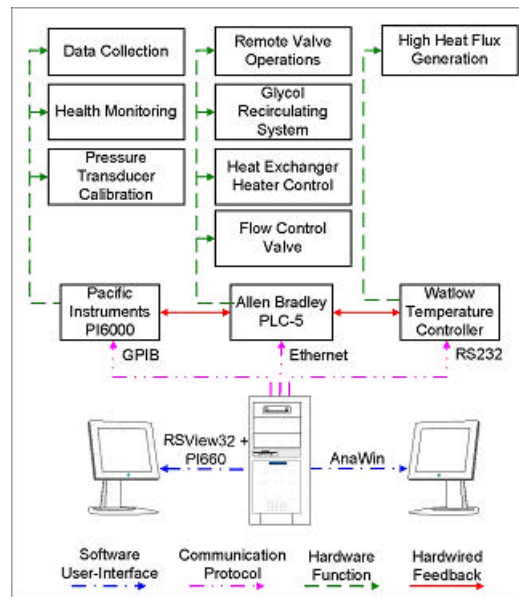 Data Collection
Remote Valve
Operations
High Heat Flux
Generation
Health Monitoring
Glycol
Recirculating
System
Pressure
Transducer
Calibration
Heat Exchanger
Heater Control
Flow Control
Valve
Pacific
Instruments
PI6000
Allen Bradley
PLC-5
Watlow
Temperature
Controller
GPIB
Ethernet
RS232
RSView32 +
PI660
AnaWin
Software
User-Interface
Communication
Protocol
Hardware
Function
Hardwired
Feedback